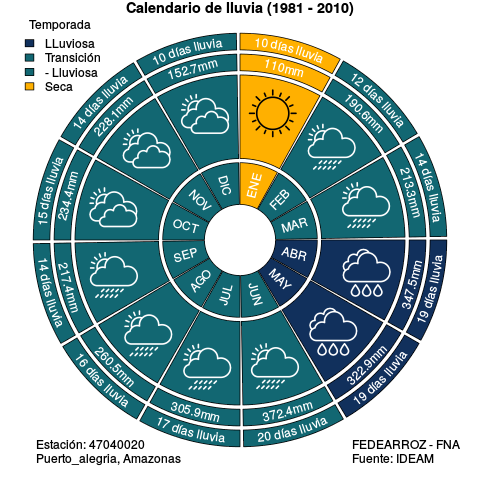 Calendario de lluvia (1981 - 2010)
Temporada
LLuviosa
Transición
- Lluviosa
Seca
10 días lluvia
110mm
ENE
12 días lluvia
190.6mm
FEB
14 días lluvia
213.3mm
MAR
19 días lluvia
347.5mm
ABR
19 días lluvia
322.9mm
MAY
20 días lluvia
372.4mm
JUN
17 días lluvia
305.9mm
JUL
16 días lluvia
260.5mm
AGO
14 días lluvia
217.4mm
SEP
15 días lluvia
234.4mm
OCT
14 días lluvia
228.1mm
NOV
10 días lluvia
152.7mm
DIC
Estación: 47040020
Puerto_alegria, Amazonas
FEDEARROZ - FNA
Fuente: IDEAM